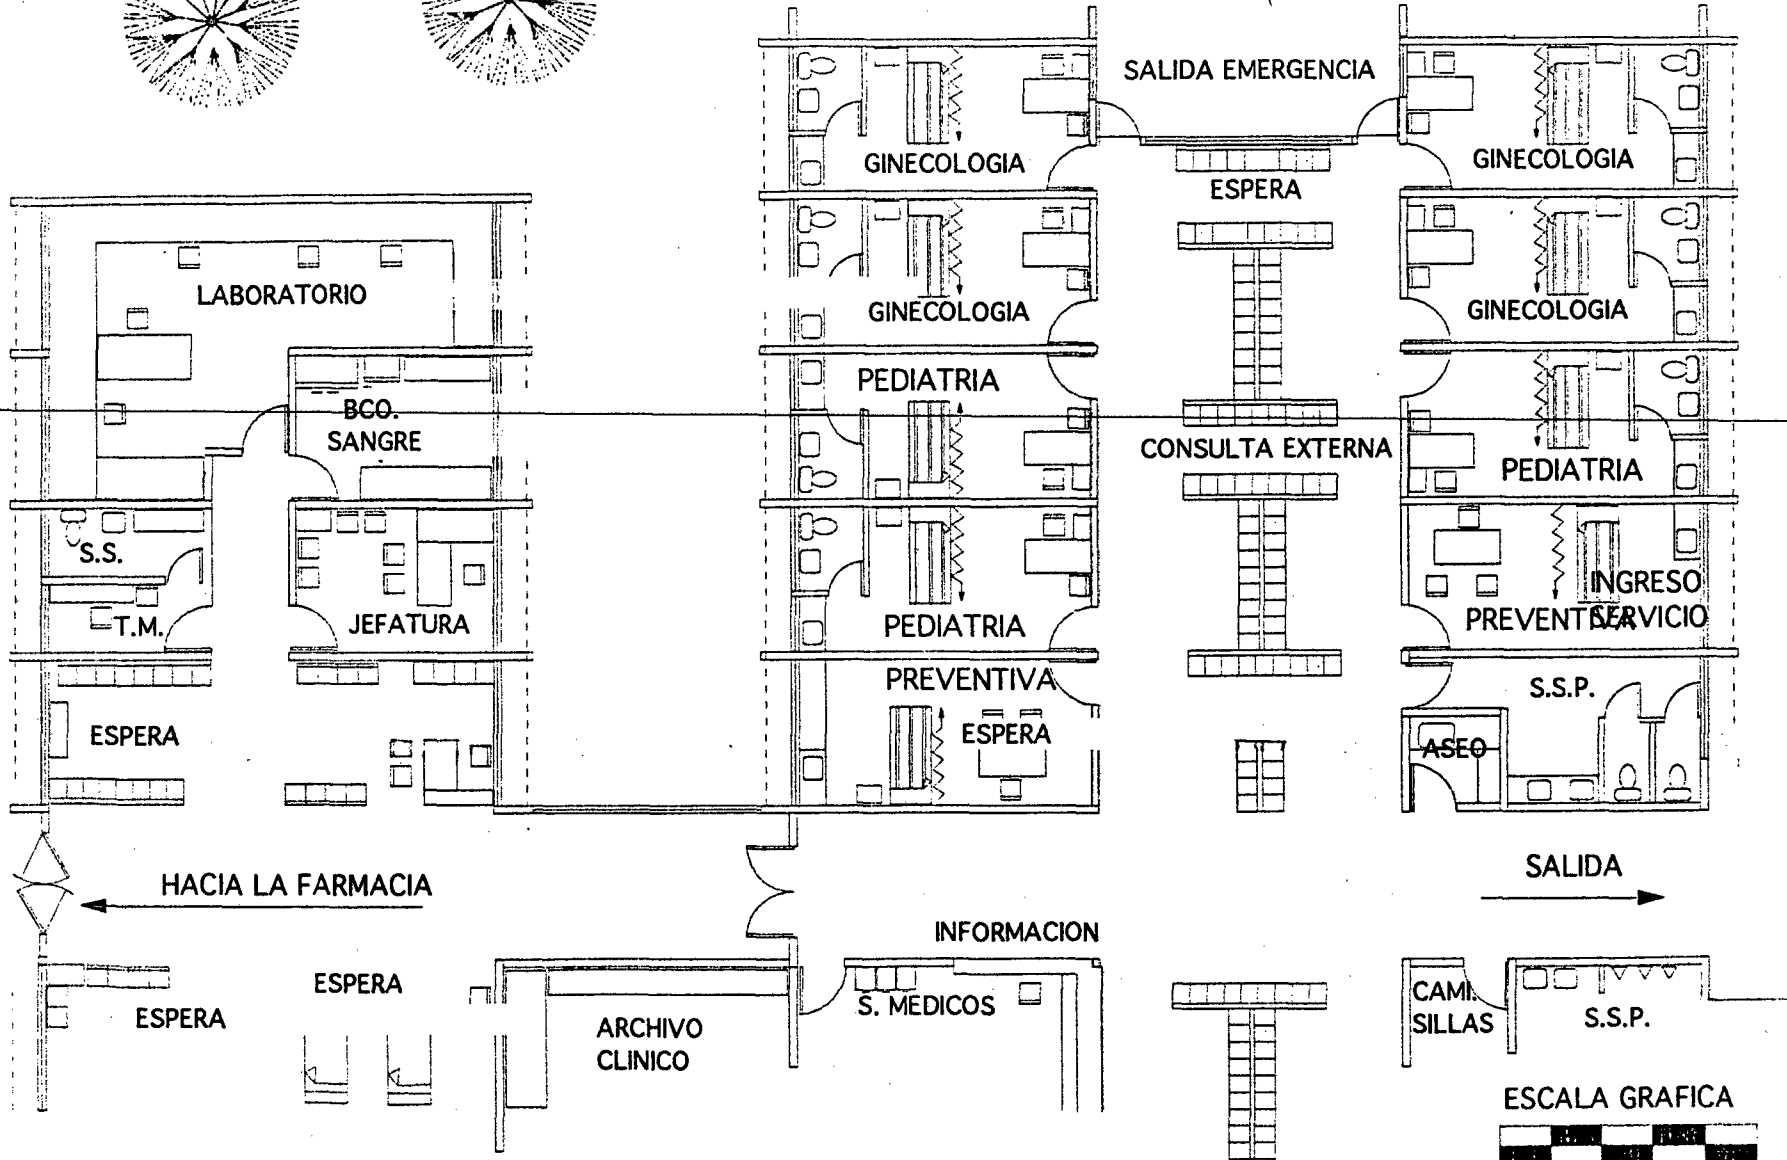 SALIDA EMERGENCIA
GINECOLOGIA
GINECOLOGIA
ESPERA
LABORATORIO
GINECOLOGIA
GINECOLOGIA
PEDIATRIA
BCO.
SANGRE
CONSULTA EXTERNA
PEDIATRIA
S.S.
T.M.
JEFATURA
PEDIATRIA
INGRESO
SERVICIO
PREVENTIVA
PREVENTIVA
S.S.P.
ESPERA
ESPERA
ASEO
HACIA LA FARMACIA
SALIDA
INFORMACION
ESPERA
ESPERA
ARCHIVO
CLINICO
S. MEDICOS
CAMI.
SILLAS
S.S.P.
ESCALA GRAFICA